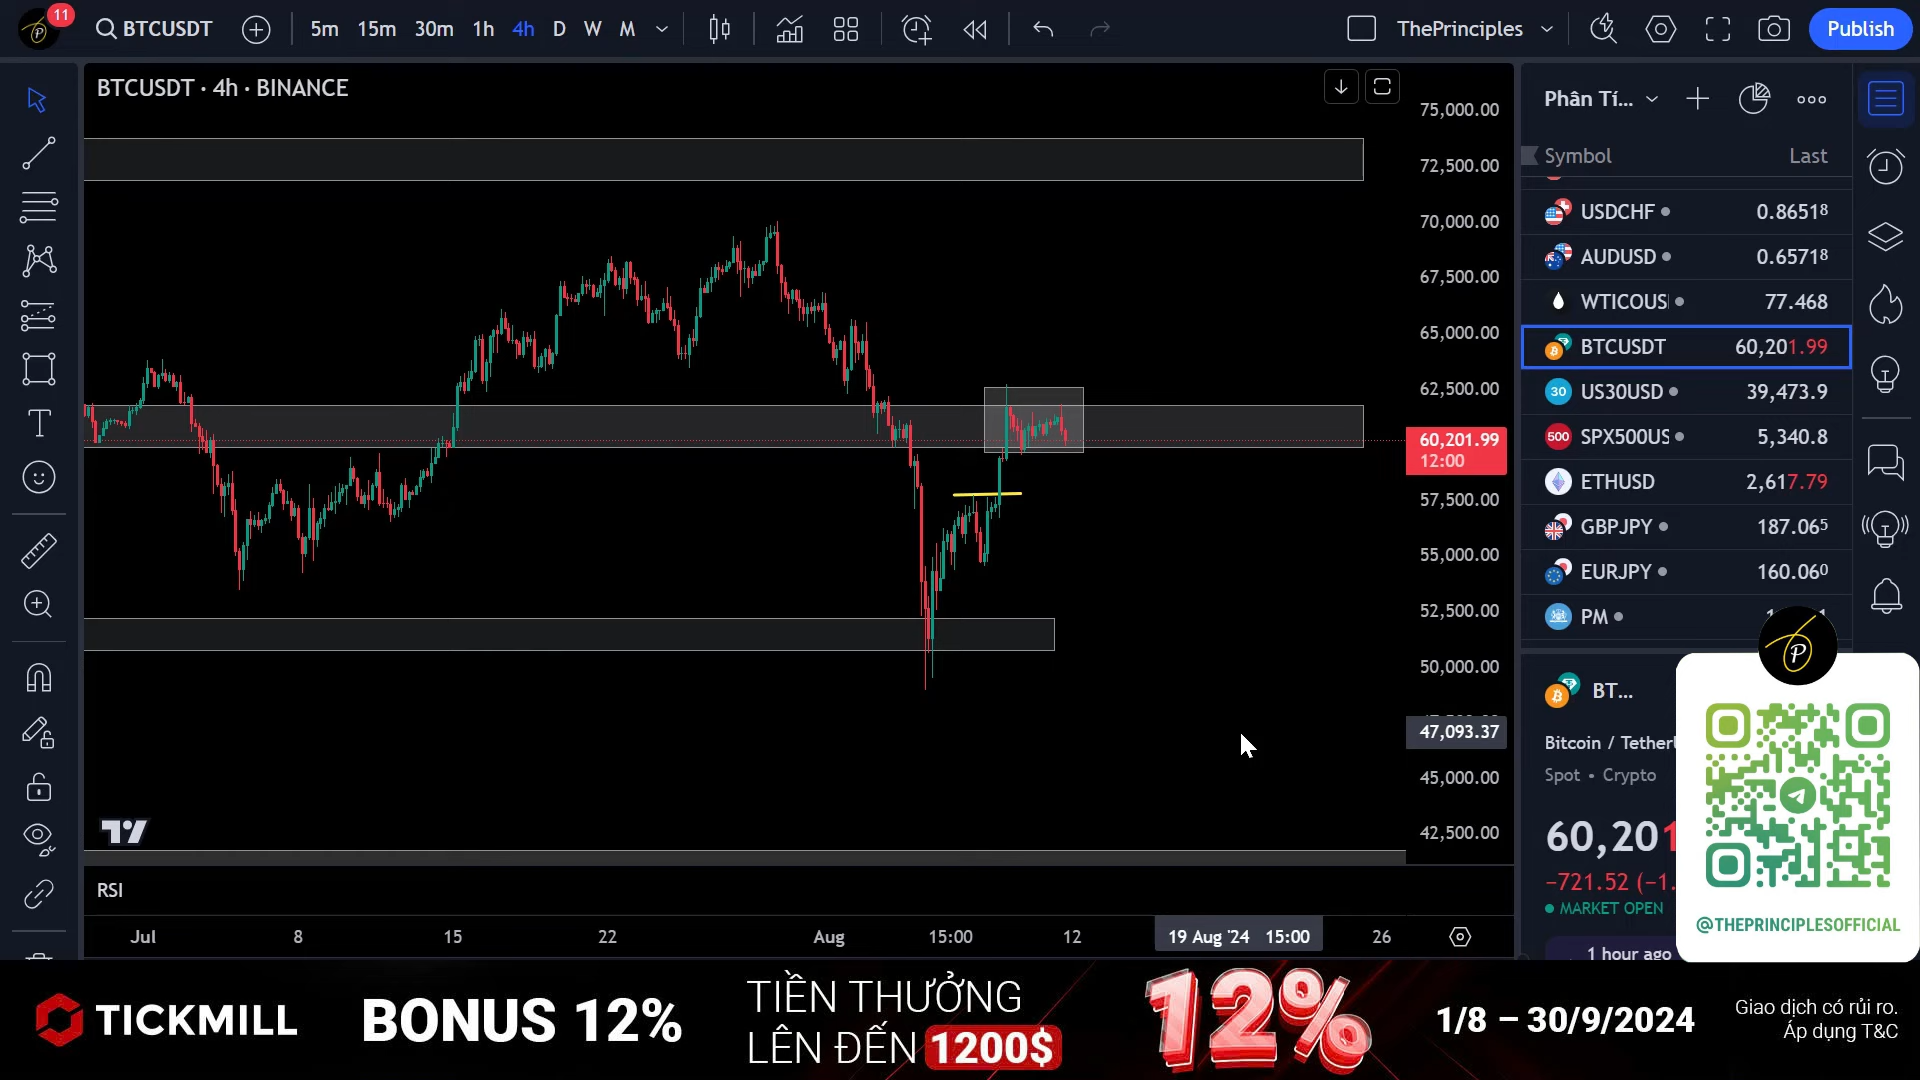 11
BTCUSDT
5m 15m 30m 1h 4h D W M
ThePrinciples
Publish
BTCUSDT · 4h · BINANCE
75,000.00
72,500.00
70,000.00
67,500.00
65,000.00
62,500.00
60,201.99
12:00
57,500.00
55,000.00
52,500.00
50,000.00
47,093.37
45,000.00
42,500.00
RSI
Jul 8 15 22 Aug 15:00 12 19 Aug '24 15:00 26
Phân Tí...
Symbol Last
USDCHF 0.86518
AUDUSD 0.65718
WTICOUS 77.468
BTCUSDT 60,201.99
30 US30USD 39,473.9
500 SPX500US 5,340.8
ETHUSD 2,617.79
GBPJPY 187.065
EURJPY 160.060
PM
BT...
Bitcoin / Tether
Spot • Crypto
60,201
−721.52 (−1.
MARKET OPEN
1 hour ago
P
@THEPRINCIPLESOFFICIAL
TICKMILL
BONUS 12%
TIỀN THƯỞNG
LÊN ĐẾN 1200$
12%
1/8 – 30/9/2024
Giao dịch có rủi ro.
Áp dụng T&C